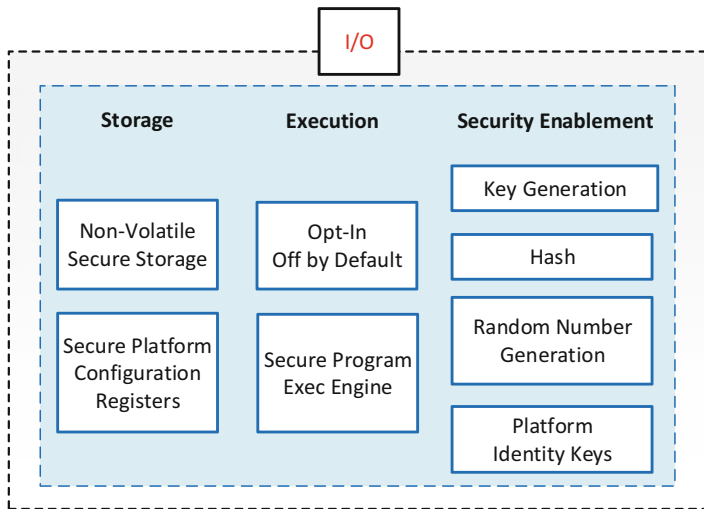 I/O
Storage
Execution
Security Enablement
Non-Volatile
Secure Storage
Secure Platform
Configuration
Registers
Opt-In
Off by Default
Secure Program
Exec Engine
Key Generation
Hash
Random Number
Generation
Platform
Identity Keys